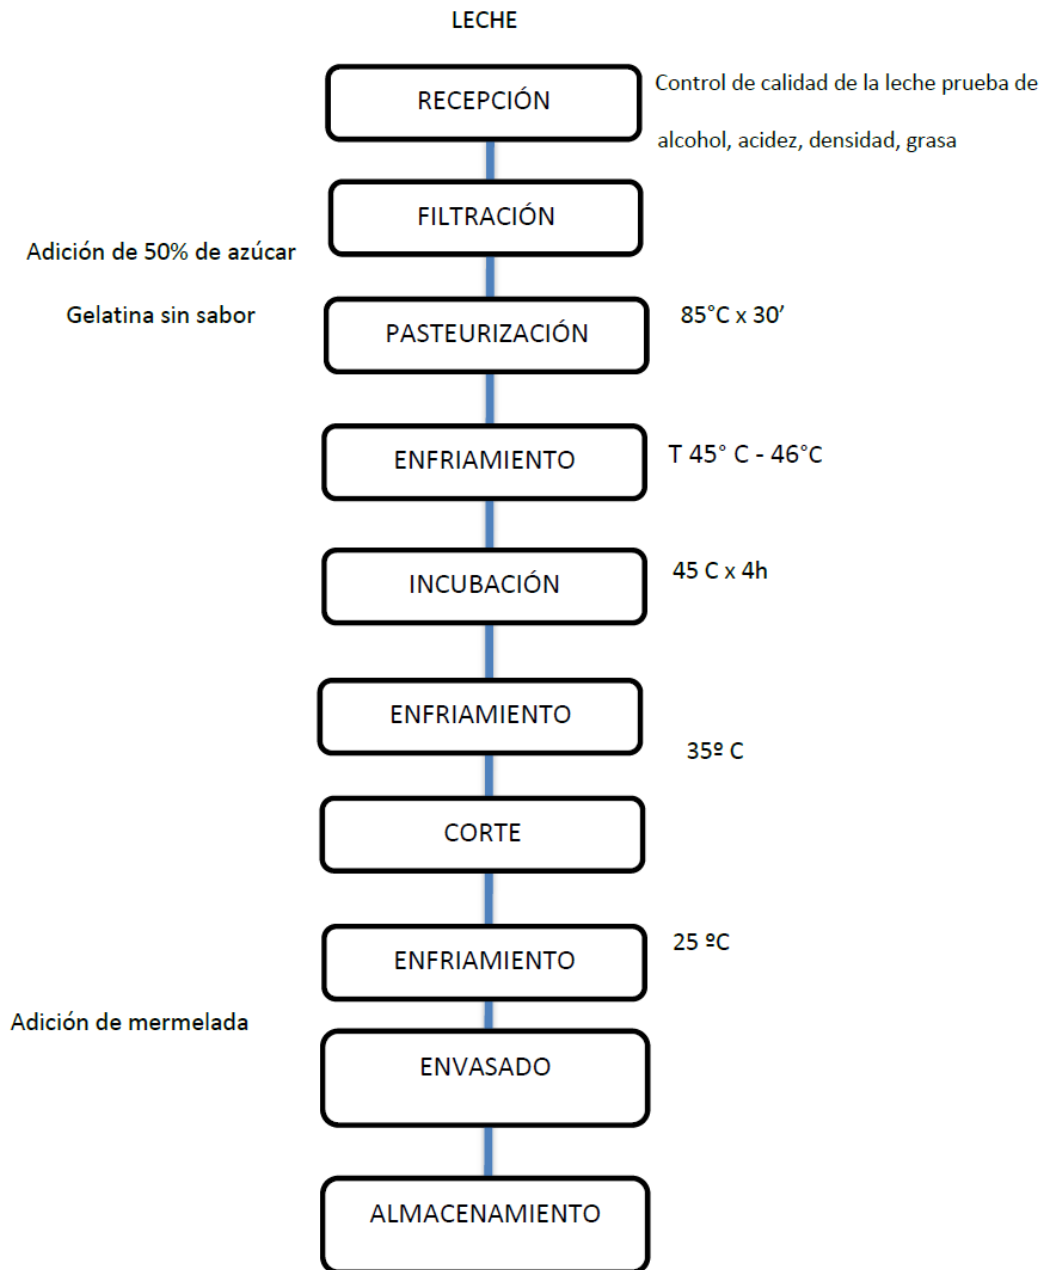 LECHE
RECEPCIÓN
Control de calidad de la leche prueba de
alcohol, acidez, densidad, grasa
FILTRACIÓN
Adición de 50% de azúcar
Gelatina sin sabor
PASTEURIZACIÓN
85°C x 30’
ENFRIAMIENTO
T 45° C - 46°C
INCUBACIÓN
45 C x 4h
ENFRIAMIENTO
35º C
CORTE
ENFRIAMIENTO
25 ºC
Adición de mermelada
ENVASADO
ALMACENAMIENTO